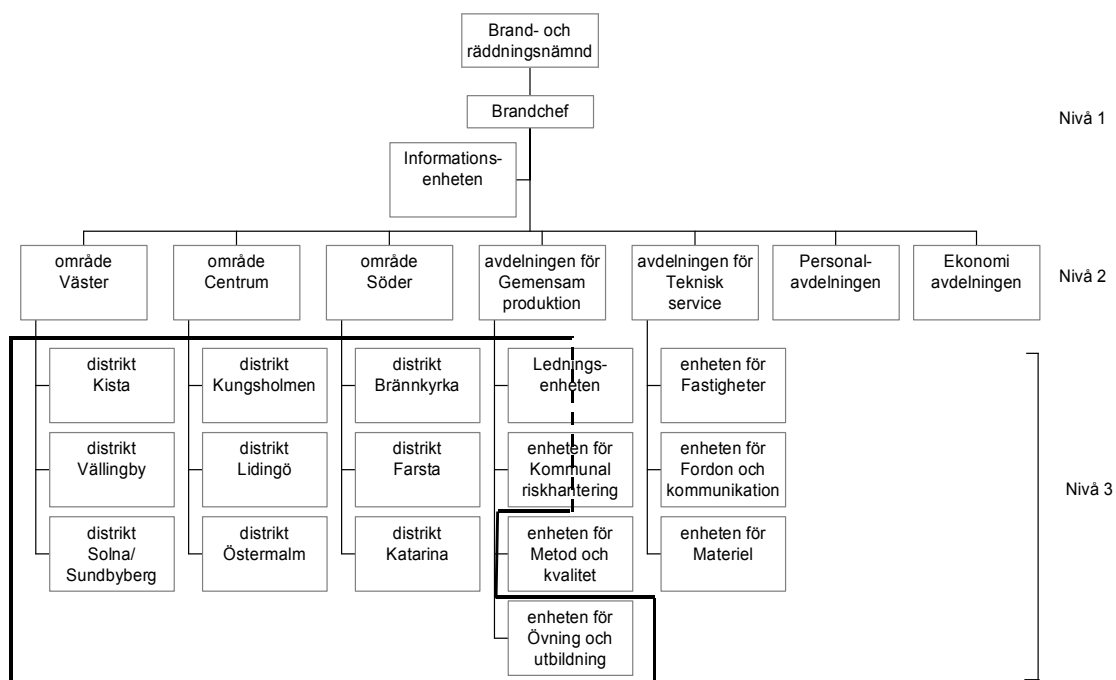 Brand- och
räddningsnämnd
Brandchef
Nivå 1
Informations-
enheten
område
Väster
område
Centrum
område
Söder
avdelningen för
Gemensam
produktion
avdelningen för
Teknisk
service
Personal-
avdelningen
Ekonomi
avdelningen
Nivå 2
distrikt
Kista
distrikt
Kungsholmen
distrikt
Brännkyrka
Lednings-
enheten
enheten för
Fastigheter
distrikt
Vällingby
distrikt
Lidingö
distrikt
Farsta
enheten för
Kommunal
riskhantering
enheten för
Fordon och
kommunikation
Nivå 3
distrikt
Solna/
Sundbyberg
distrikt
Östermalm
distrikt
Katarina
enheten för
Metod och
kvalitet
enheten för
Materiel
enheten för
Övning och
utbildning